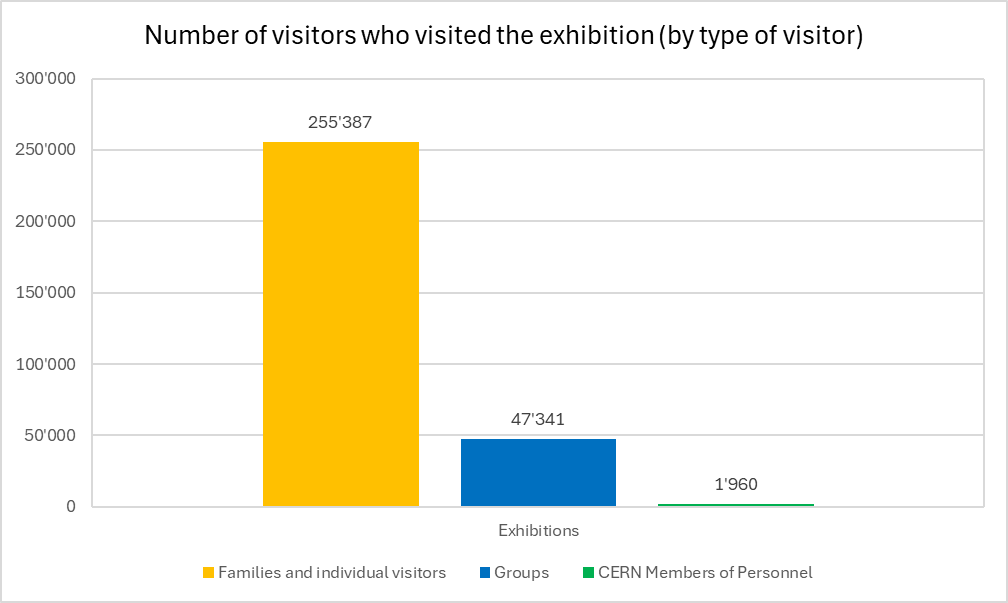 Number of visitors who visited the exhibition (by type of visitor)
300'000
250'000
200'000
150'000
100'000
50'000
0
255'387
47'341
1'960
Exhibitions
Families and individual visitors
Groups
CERN Members of Personnel